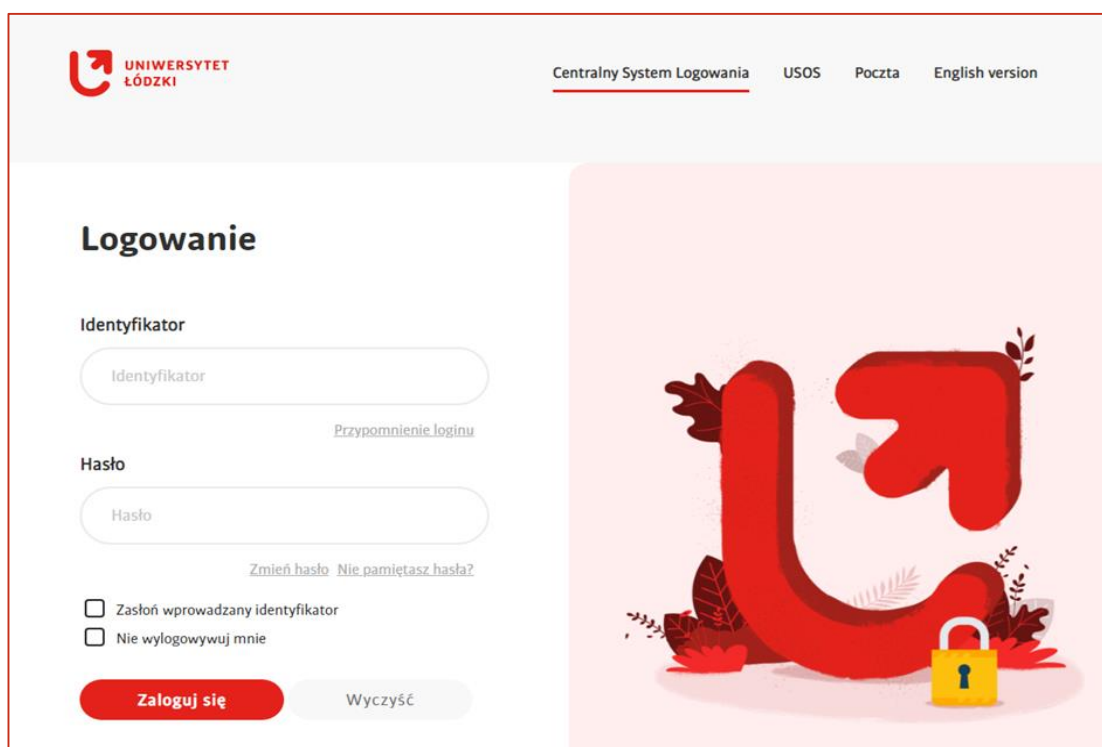 UNIWERSYTET
ŁÓDZKI
Centralny System Logowania USOS Poczta English version
Logowanie
Identyfikator
Identyfikator
Przypomnienie loginu
Hasło
Hasło
Zmień hasło Nie pamiętasz hasła?
Zasłoń wprowadzany identyfikator
Nie wylogowywuj mnie
Zaloguj się Wyczyść